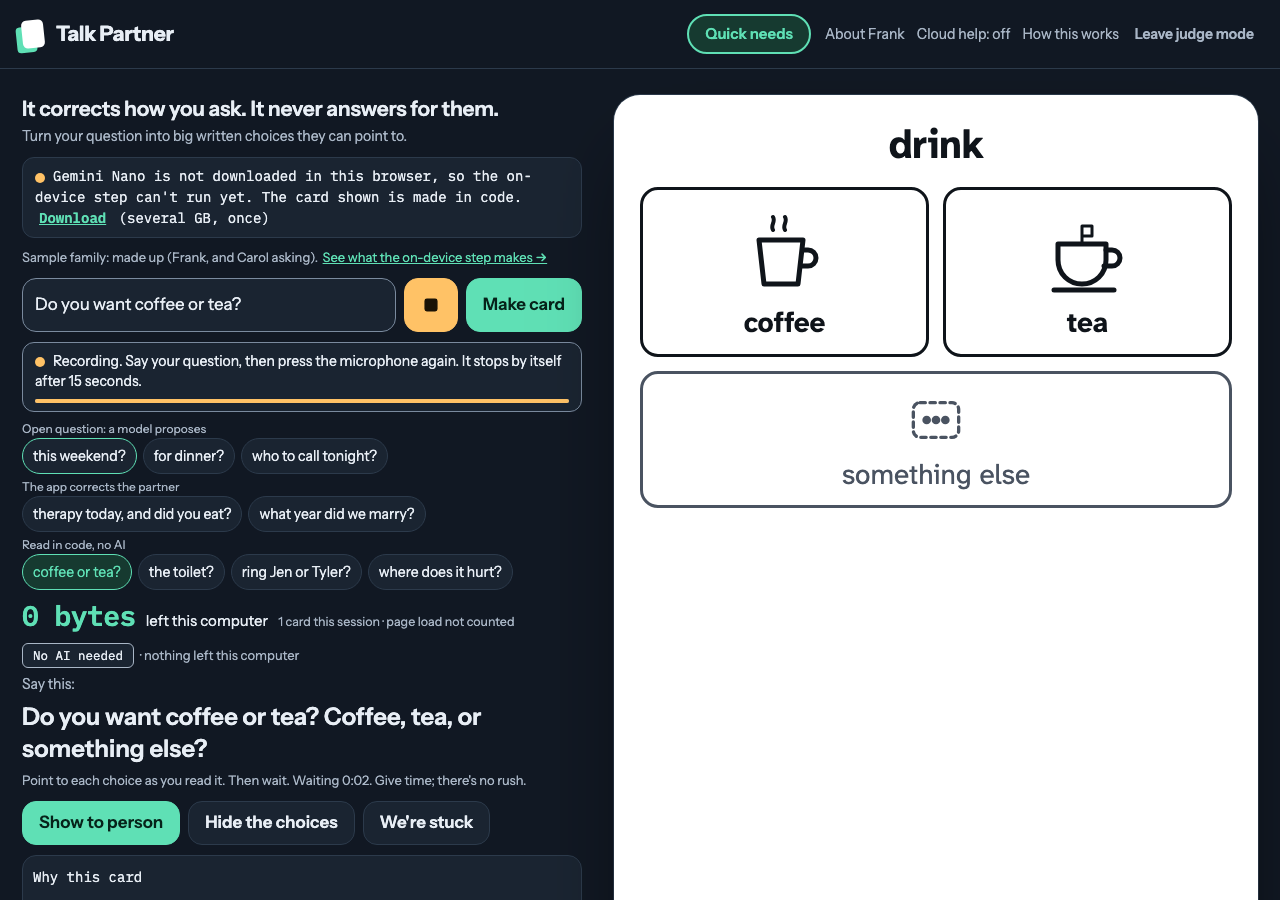 Talk Partner
Quick needs
About Frank
Cloud help: off
How this works
Leave judge mode
It corrects how you ask. It never answers for them.
Turn your question into big written choices they can point to.
Gemini Nano is not downloaded in this browser, so the on-
device step can't run yet. The card shown is made in code.
Download (several GB, once)
Sample family: made up (Frank, and Carol asking). See what the on-device step makes →
Do you want coffee or tea?
Make card
Recording. Say your question, then press the microphone again. It stops by itself
after 15 seconds.
Open question: a model proposes
this weekend?
for dinner?
who to call tonight?
The app corrects the partner
therapy today, and did you eat?
what year did we marry?
Read in code, no AI
coffee or tea?
the toilet?
ring Jen or Tyler?
where does it hurt?
0 bytes left this computer 1 card this session · page load not counted
No AI needed · nothing left this computer
Say this:
Do you want coffee or tea? Coffee, tea, or
something else?
Point to each choice as you read it. Then wait. Waiting 0:02. Give time; there's no rush.
Show to person
Hide the choices
We're stuck
Why this card
drink
coffee
tea
something else